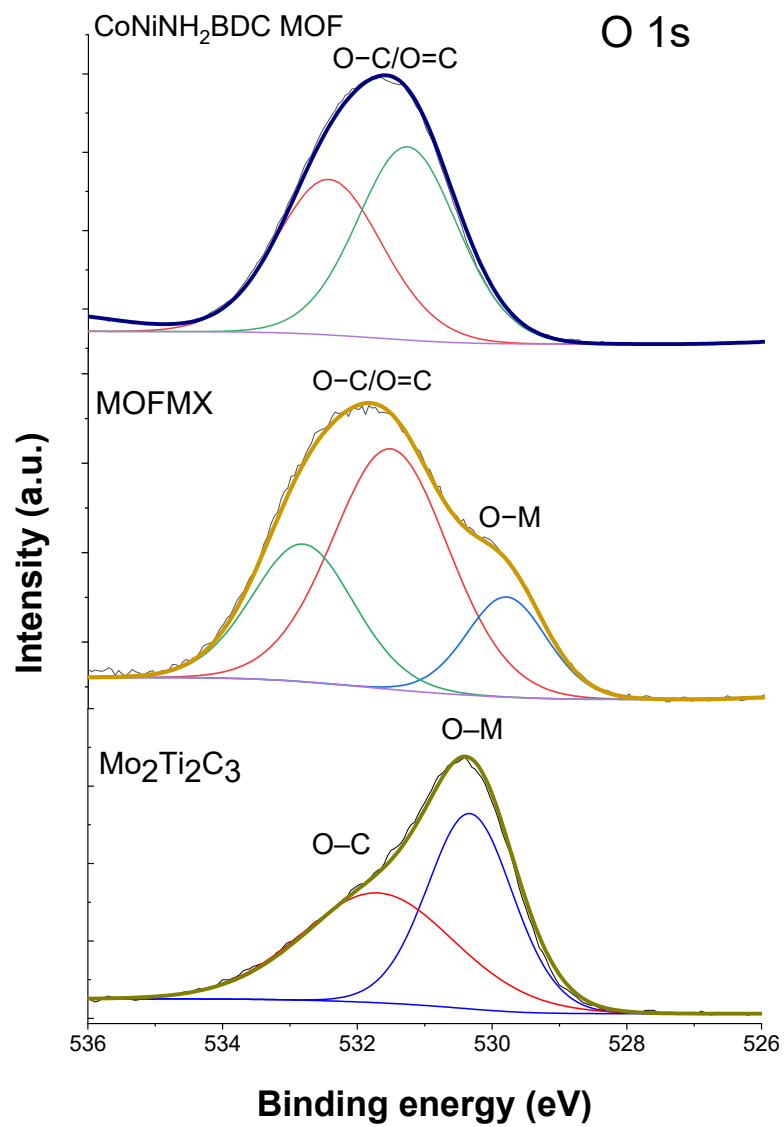 CoNiNH₂BDC MOF
O 1s
O−C/O=C
MOFMX
O−C/O=C
O−M
Mo₂Ti₂C₃
O–M
O–C
Intensity (a.u.)
536 534 532 530 528 526
Binding energy (eV)